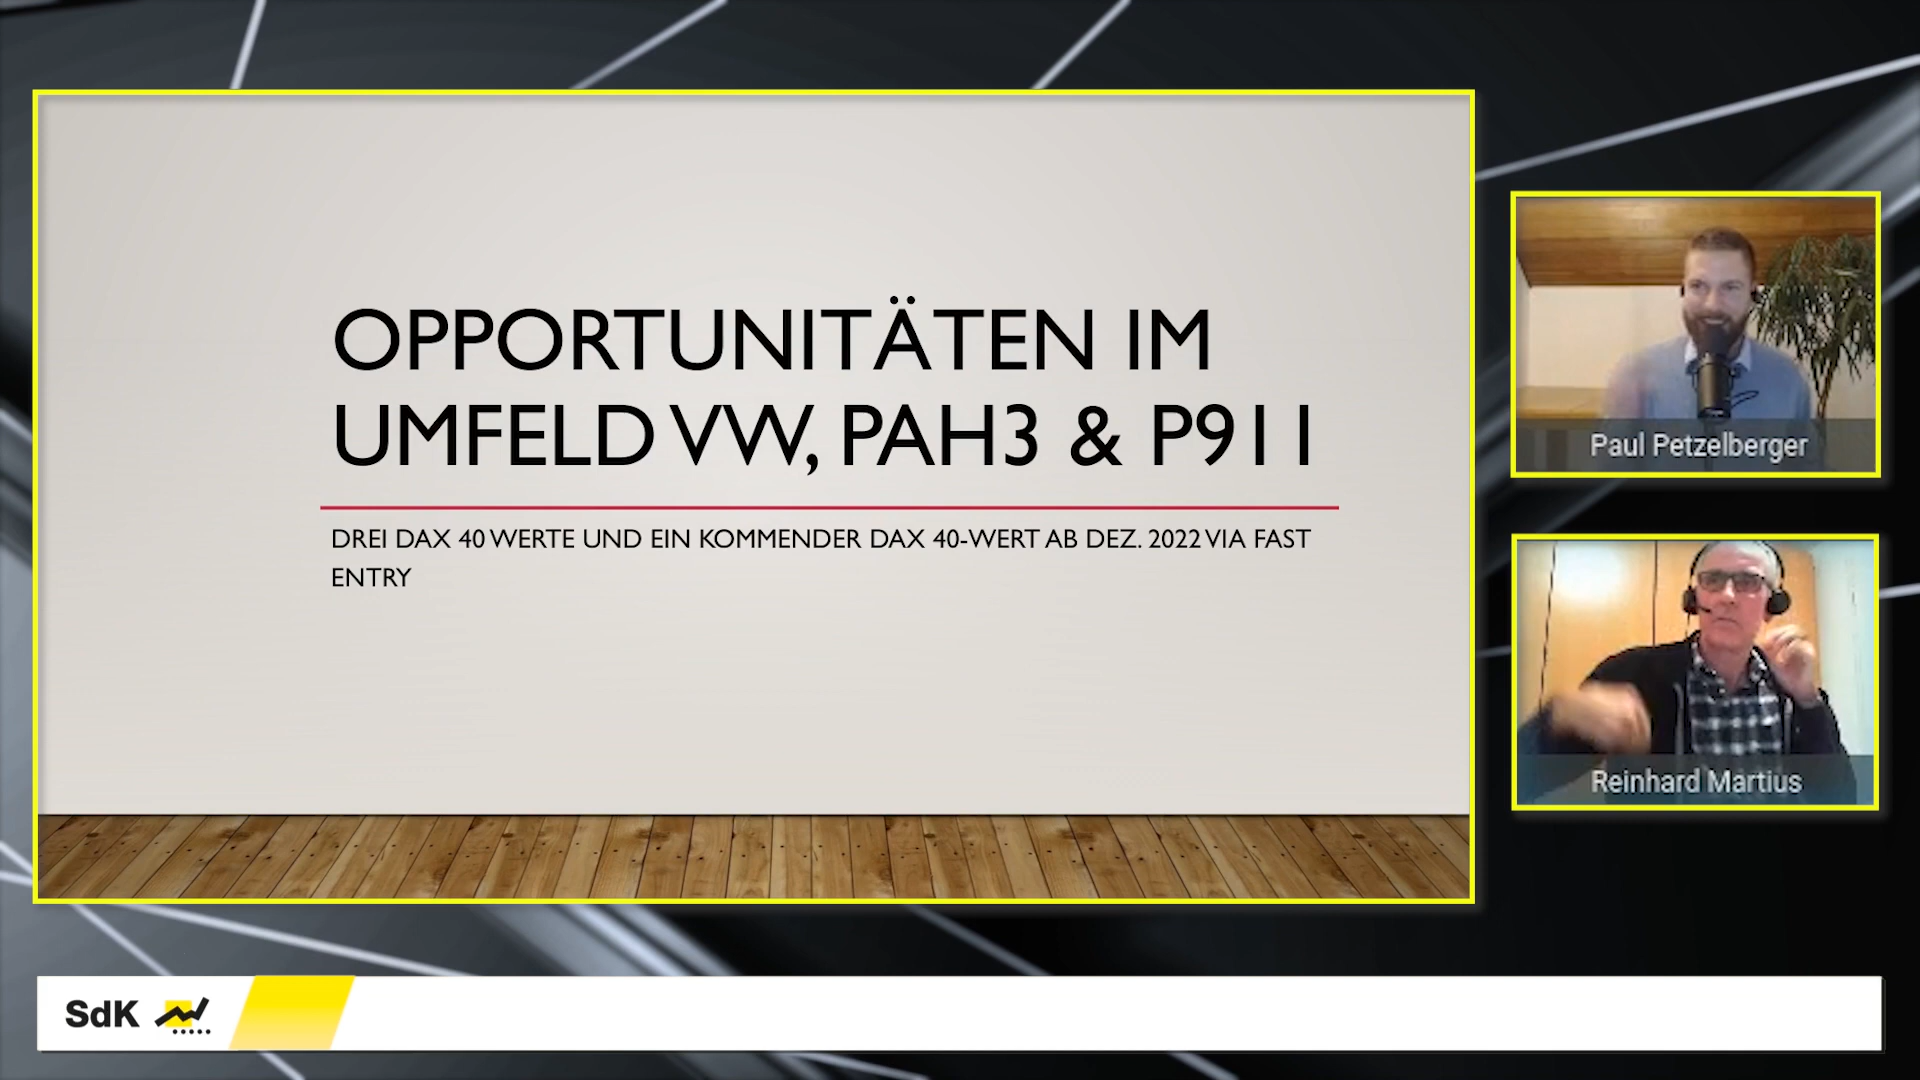 OPPORTUNITÄTEN IM
UMFELD VW, PAH3 & P911
DREI DAX 40 WERTE UND EIN KOMMENDER DAX 40-WERT AB DEZ. 2022 VIA FAST
ENTRY
Paul Petzelberger
Reinhard Martius
SdK